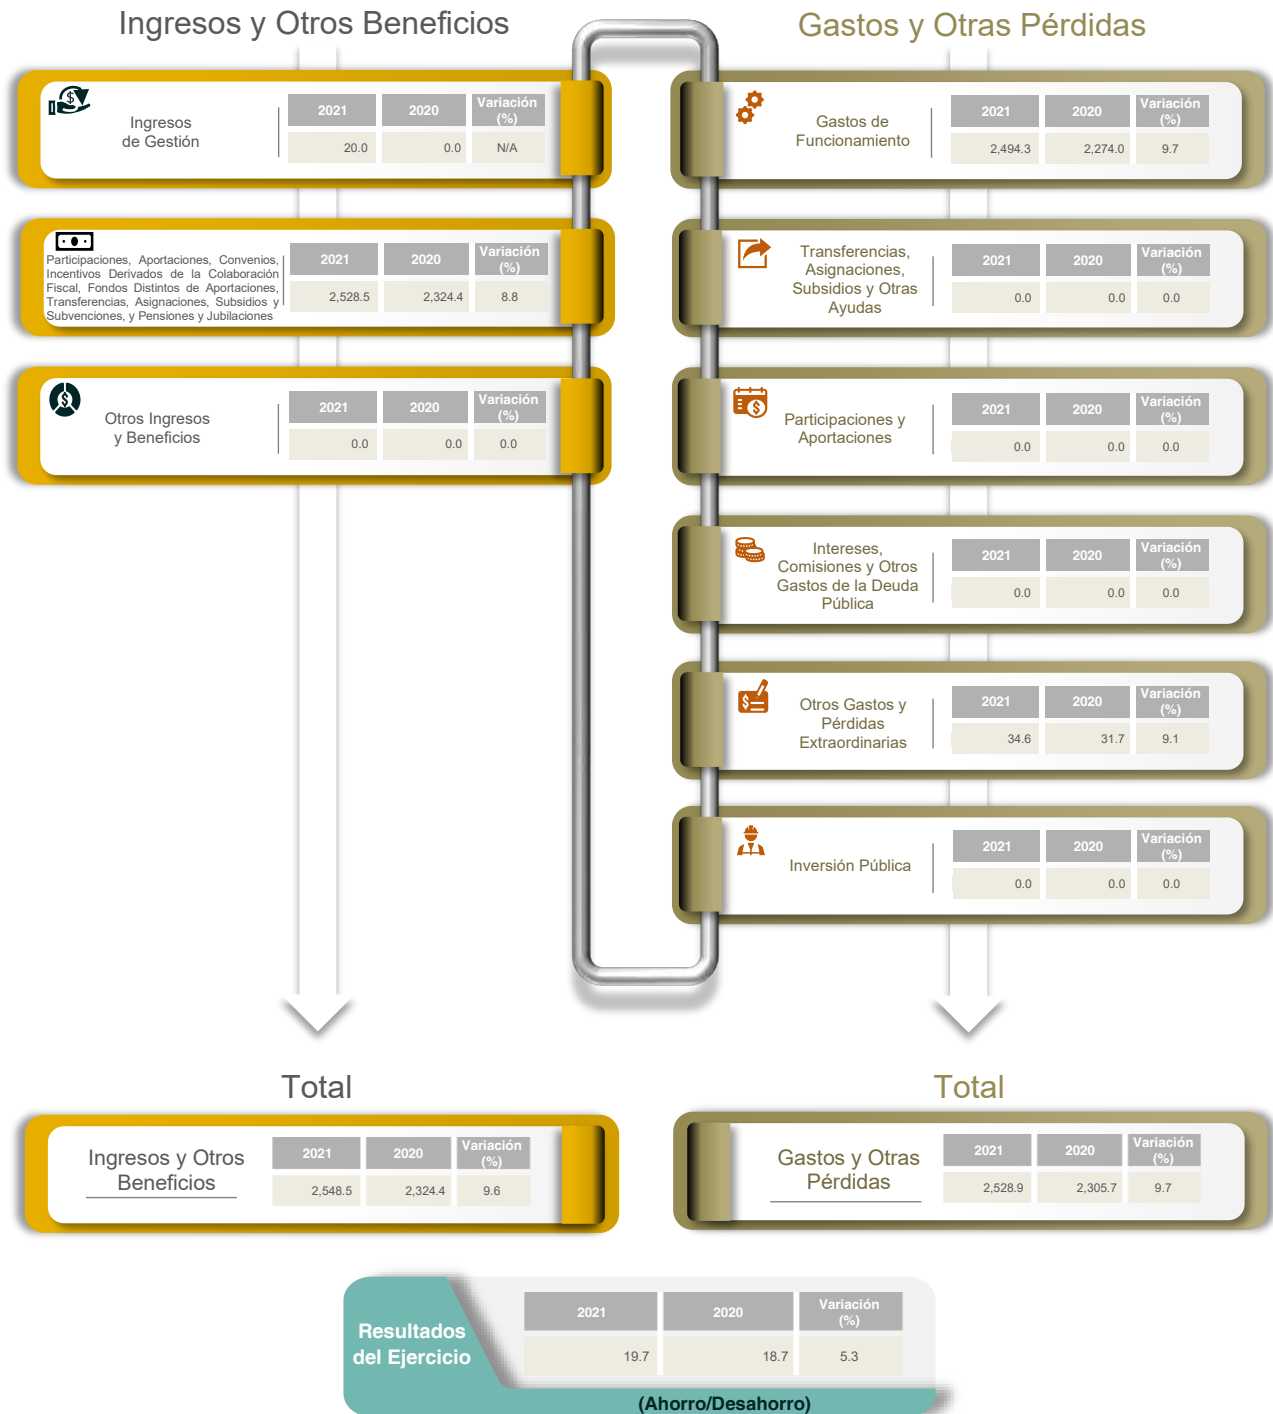 Ingresos y Otros Beneficios
Ingresos
de Gestión
2021 2020 Variación (%)
20.0 0.0 N/A
Participaciones, Aportaciones, Convenios,
Incentivos Derivados de la Colaboración
Fiscal, Fondos Distintos de Aportaciones,
Transferencias, Asignaciones, Subsidios y
Subvenciones, y Pensiones y Jubilaciones
2021 2020 Variación (%)
2,528.5 2,324.4 8.8
Otros Ingresos
y Beneficios
2021 2020 Variación (%)
0.0 0.0 0.0
Gastos y Otras Pérdidas
Gastos de
Funcionamiento
2021 2020 Variación (%)
2,494.3 2,274.0 9.7
Transferencias,
Asignaciones,
Subsidios y Otras
Ayudas
2021 2020 Variación (%)
0.0 0.0 0.0
Participaciones y
Aportaciones
2021 2020 Variación (%)
0.0 0.0 0.0
Intereses,
Comisiones y Otros
Gastos de la Deuda
Pública
2021 2020 Variación (%)
0.0 0.0 0.0
Otros Gastos y
Pérdidas
Extraordinarias
2021 2020 Variación (%)
34.6 31.7 9.1
Inversión Pública
2021 2020 Variación (%)
0.0 0.0 0.0
Total
Ingresos y Otros
Beneficios
2021 2020 Variación (%)
2,548.5 2,324.4 9.6
Total
Gastos y Otras
Pérdidas
2021 2020 Variación (%)
2,528.9 2,305.7 9.7
Resultados
del Ejercicio
2021 2020 Variación (%)
19.7 18.7 5.3
(Ahorro/Desahorro)